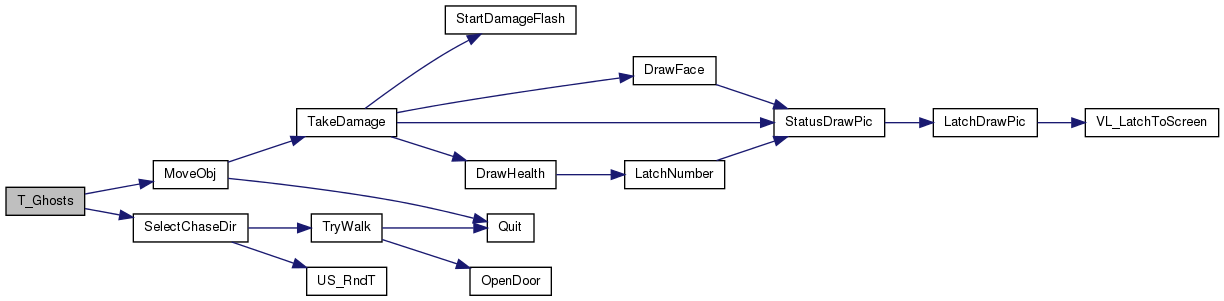 StartDamageFlash
DrawFace
TakeDamage
StatusDrawPic
LatchDrawPic
VL_LatchToScreen
MoveObj
DrawHealth
LatchNumber
T_Ghosts
SelectChaseDir
TryWalk
Quit
US_RndT
OpenDoor